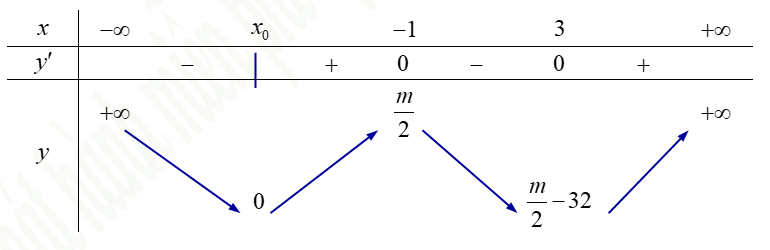 x −∞ x₀ −1 3 +∞
y′ − + 0 − 0 +
y +∞ 0 m/2 m/2 − 32 +∞